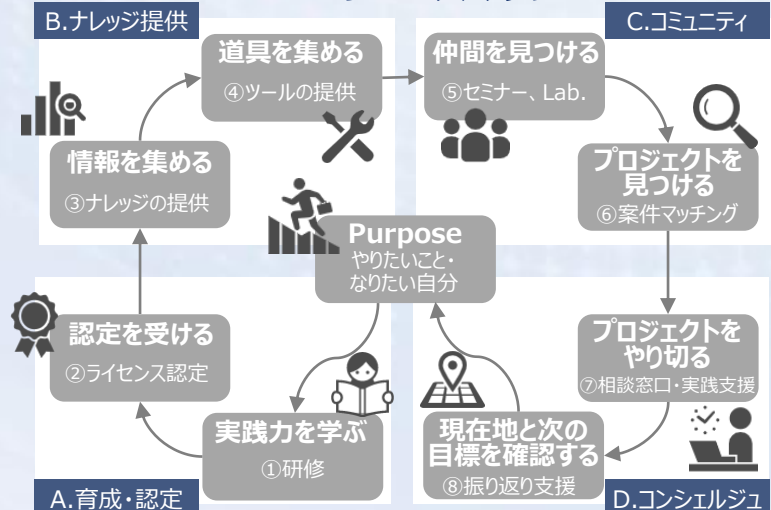 B.ナレッジ提供
C.コミュニティ
道具を集める
④ツールの提供
仲間を見つける
⑤セミナー、Lab.
情報を集める
③ナレッジの提供
プロジェクトを
見つける
⑥案件マッチング
Purpose
やりたいこと・
なりたい自分
認定を受ける
②ライセンス認定
プロジェクトを
やり切る
⑦相談窓口・実践支援
実践力を学ぶ
①研修
現在地と次の
目標を確認する
⑧振り返り支援
A.育成・認定
D.コンシェルジュ